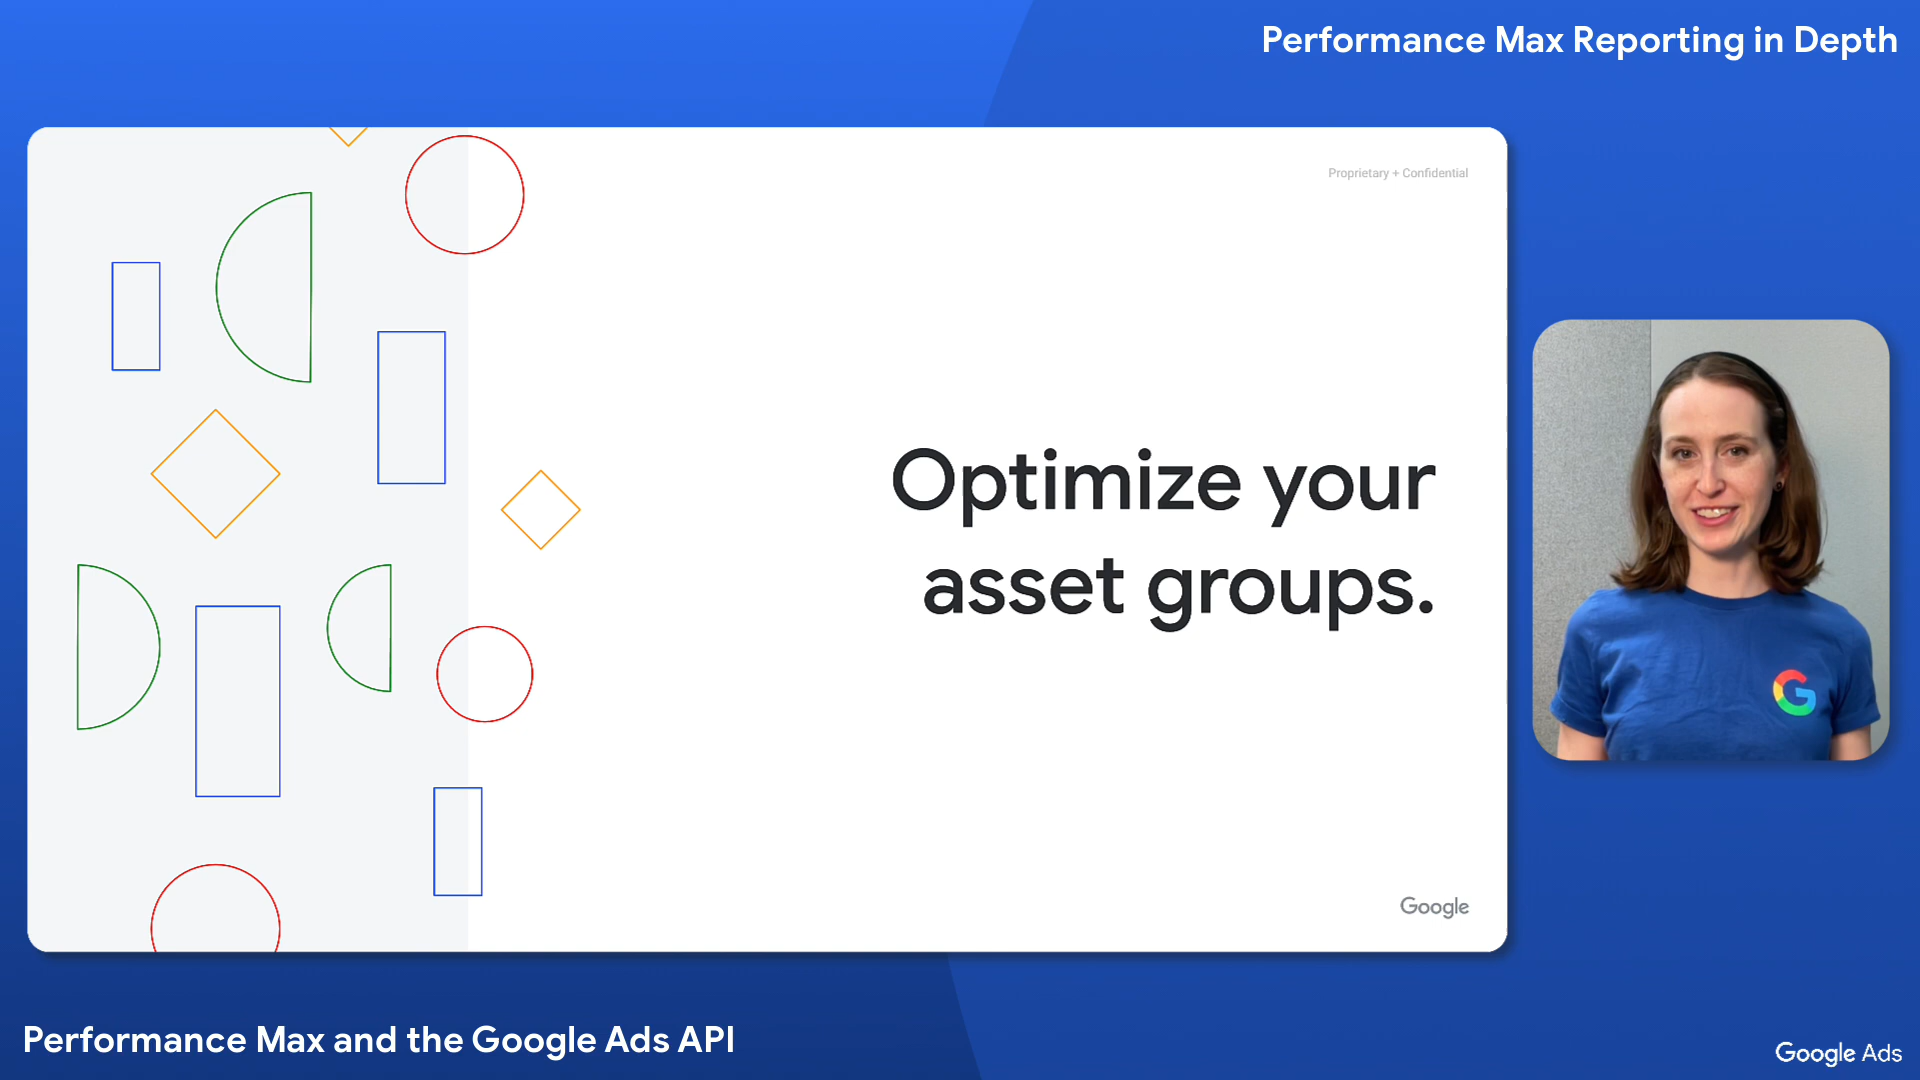 Performance Max Reporting in Depth
Proprietary + Confidential
Optimize your
asset groups.
Google
G
Performance Max and the Google Ads API
Google Ads